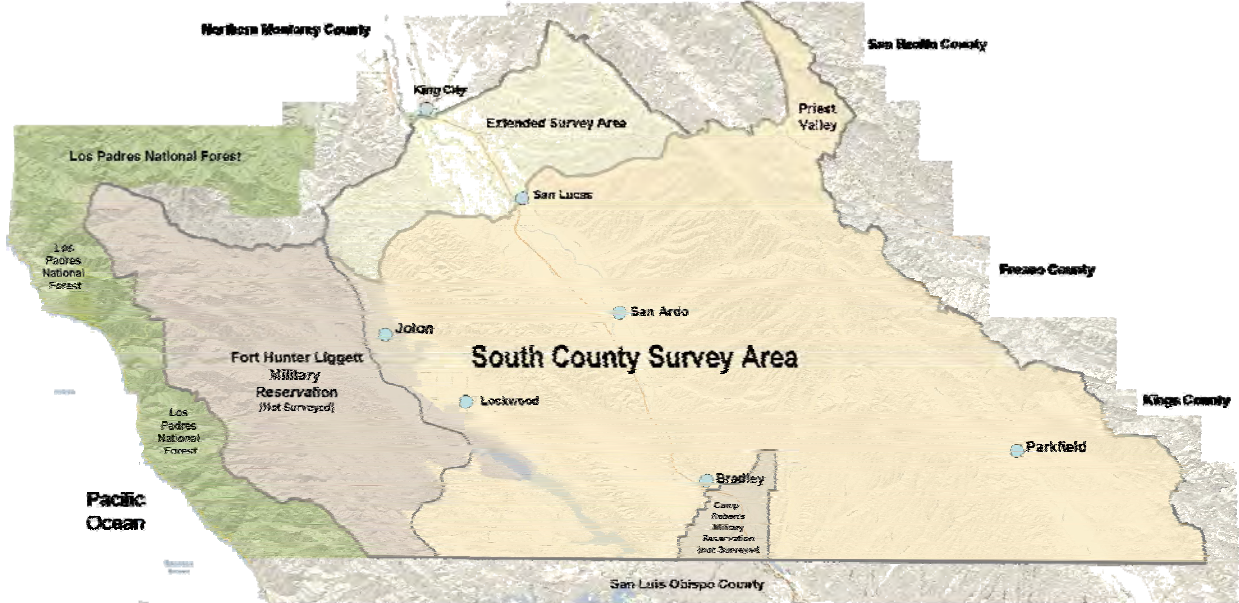 Northern Monterey County
San Benito County
King City
Extended Survey Area
Priest
Valley
Los Padres National Forest
San Lucas
Los
Padres
National
Forest
Fresno County
San Ardo
Jolon
Fort Hunter Liggett
Military
Reservation
(Not Surveyed)
South County Survey Area
Lockwood
Kings County
Los
Padres
National
Forest
Parkfield
Bradley
Pacific
Ocean
Camp
Roberts
Military
Reservation
(not Surveyed)
San Luis Obispo County